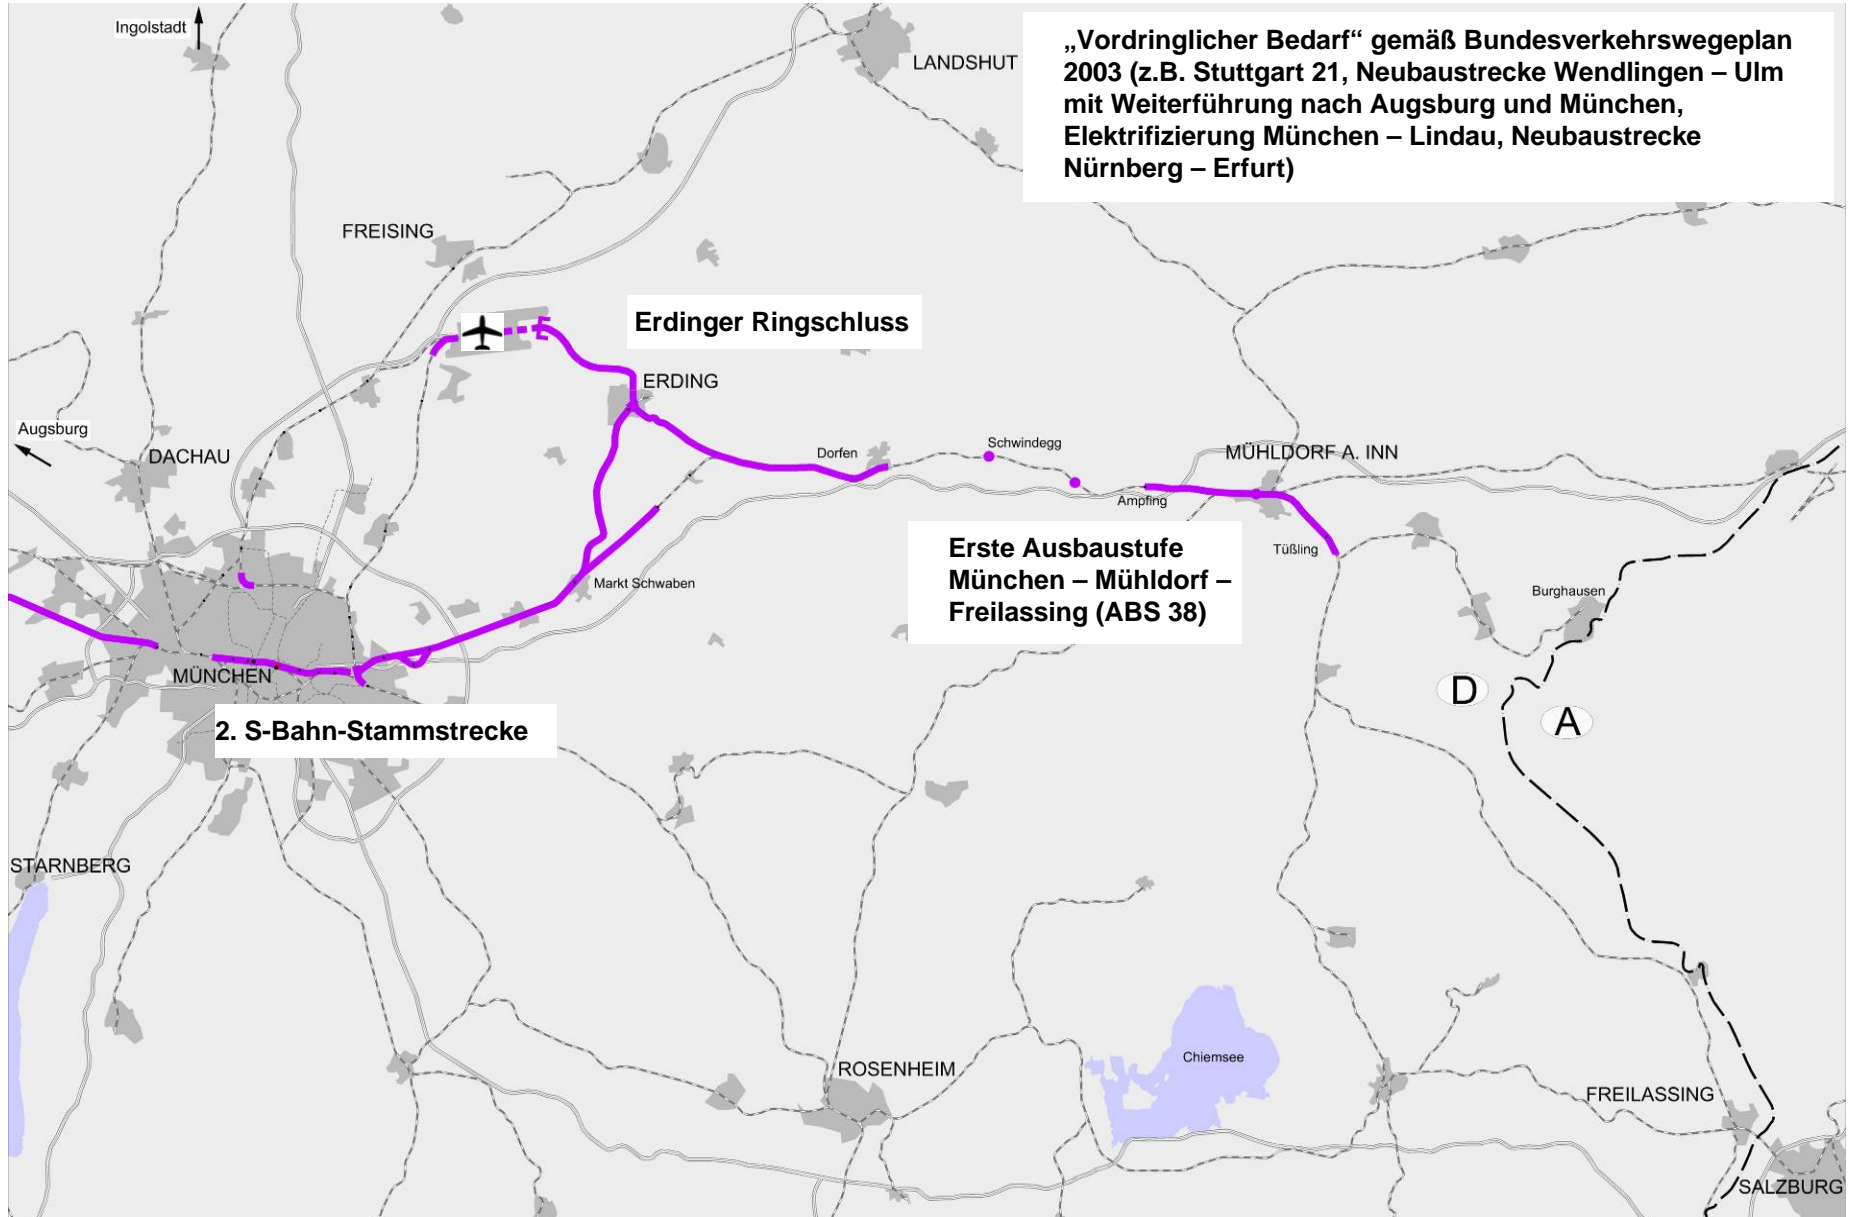 Ingolstadt
LANDSHUT
„Vordringlicher Bedarf“ gemäß Bundesverkehrswegeplan
2003 (z.B. Stuttgart 21, Neubaustrecke Wendlingen – Ulm
mit Weiterführung nach Augsburg und München,
Elektrifizierung München – Lindau, Neubaustrecke
Nürnberg – Erfurt)
FREISING
Erdinger Ringschluss
ERDING
Augsburg
DACHAU
Dorfen
Schwindegg
MÜHLDORF A. INN
Ampfing
Tüßling
Erste Ausbaustufe
München – Mühldorf –
Freilassing (ABS 38)
Markt Schwaben
Burghausen
MÜNCHEN
D
A
2. S-Bahn-Stammstrecke
STARNBERG
Chiemsee
ROSENHEIM
FREILASSING
SALZBURG